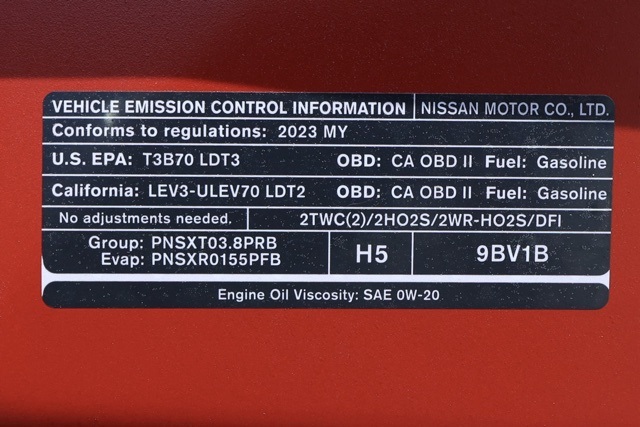 VEHICLE EMISSION CONTROL INFORMATION NISSAN MOTOR CO., LTD.
Conforms to regulations: 2023 MY
U.S. EPA: T3B70 LDT3 OBD: CA OBD II Fuel: Gasoline
California: LEV3-ULEV70 LDT2 OBD: CA OBD II Fuel: Gasoline
No adjustments needed. 2TWC(2)/2HO2S/2WR-HO2S/DFI
Group: PNSXT03.8PRB
Evap: PNSXR0155PFB
H5 9BV1B
Engine Oil Viscosity: SAE 0W-20